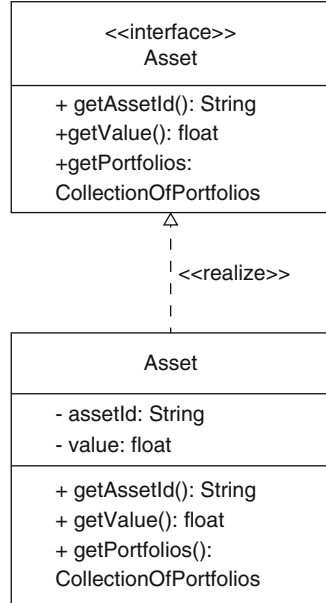 <<interface>>
Asset
+ getAssetId(): String
+getValue(): float
+getPortfolios:
CollectionOfPortfolios
<<realize>>
Asset
- assetId: String
- value: float
+ getAssetId(): String
+ getValue(): float
+ getPortfolios():
CollectionOfPortfolios